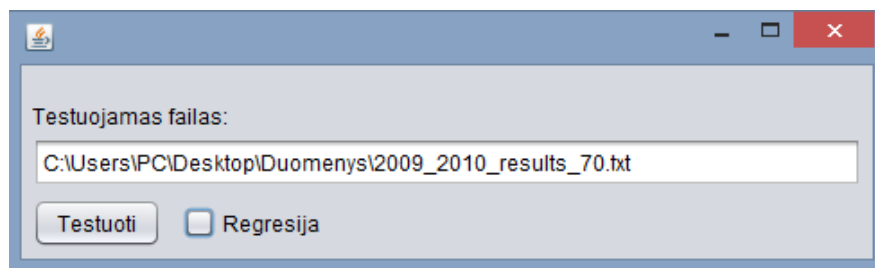 Testuojamas failas:
C:\Users\PC\Desktop\Duomenys\2009_2010_results_70.txt
Testuoti Regresija